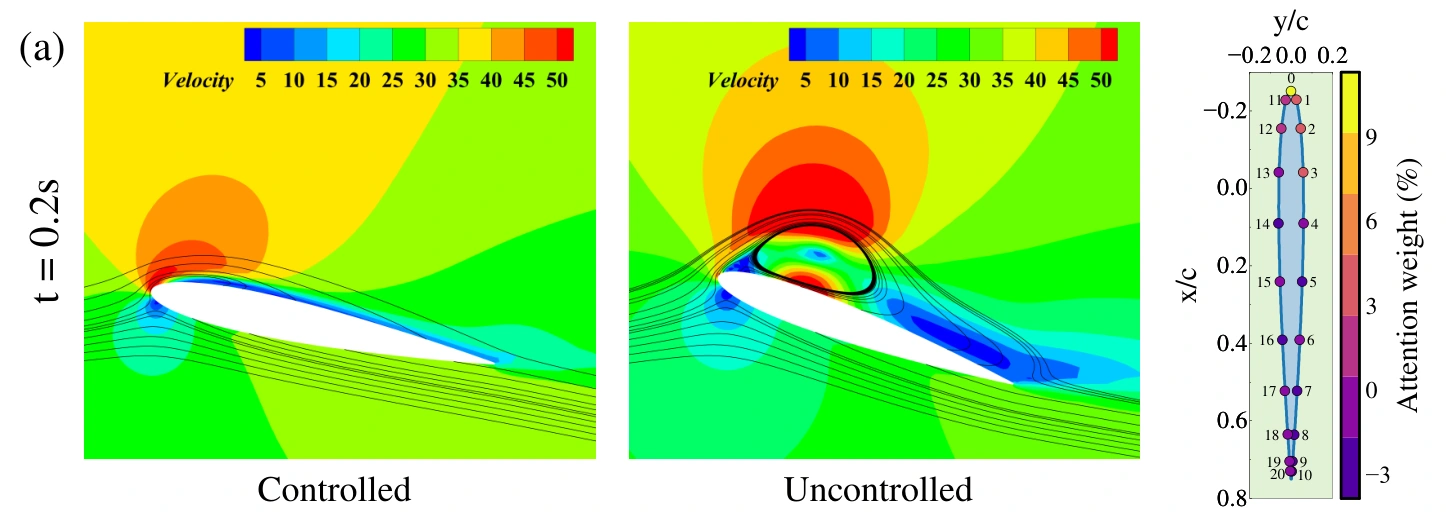 (a)
t = 0.2s
Velocity 5 10 15 20 25 30 35 40 45 50
Controlled
Velocity 5 10 15 20 25 30 35 40 45 50
Uncontrolled
y/c
−0.2 0.0 0.2
x/c
−0.2
0.0
0.2
0.4
0.6
0.8
0
11 1
12 2
13 3
14 4
15 5
16 6
17 7
18 8
19 9
20 10
9
6
3
0
−3
Attention weight (%)